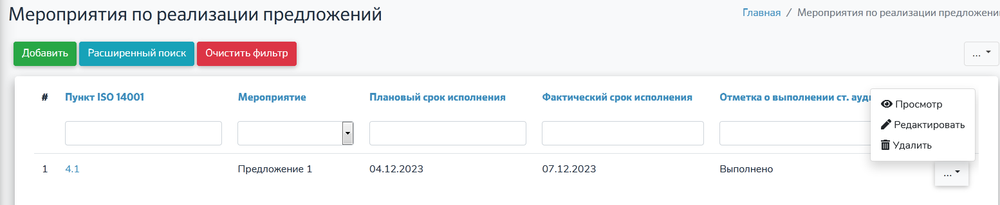 Мероприятия по реализации предложений
Главная / Мероприятия по реализации
Добавить Расширенный поиск Очистить фильтр ...
# Пункт ISO 14001 Мероприятие Плановый срок исполнения Фактический срок исполнения Отметка о выполнении ст.
Просмотр
Редактировать
Удалить
1 4.1 Предложение 1 04.12.2023 07.12.2023 Выполнено ...